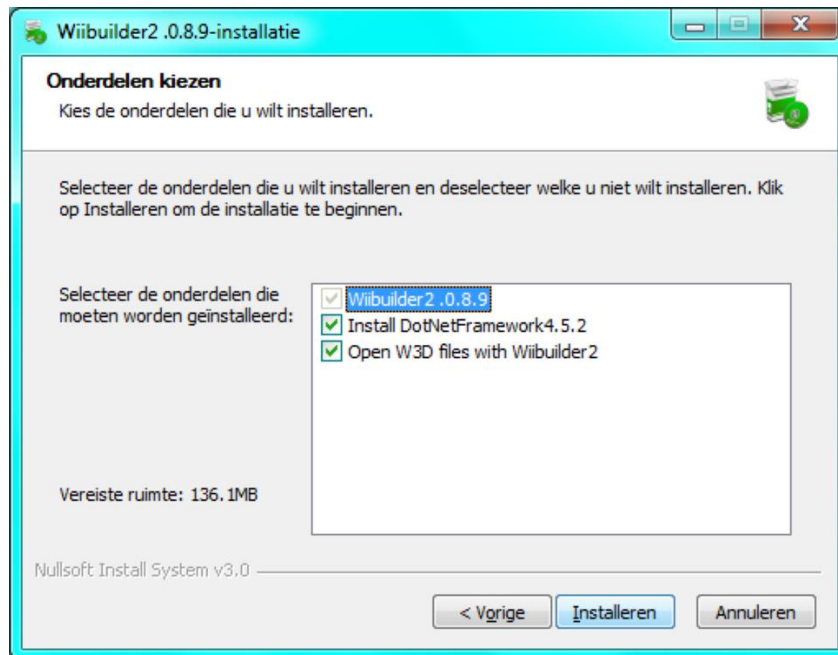 Wiibuilder2 .0.8.9-installatie
Onderdelen kiezen
Kies de onderdelen die u wilt installeren.
Selecteer de onderdelen die u wilt installeren en deselecteer welke u niet wilt installeren. Klik
op Installeren om de installatie te beginnen.
Selecteer de onderdelen die
moeten worden geïnstalleerd:
Wiibuilder2 .0.8.9
Install DotNetFramework4.5.2
Open W3D files with Wiibuilder2
Vereiste ruimte: 136.1MB
Nullsoft Install System v3.0
< Vorige
Installeren
Annuleren